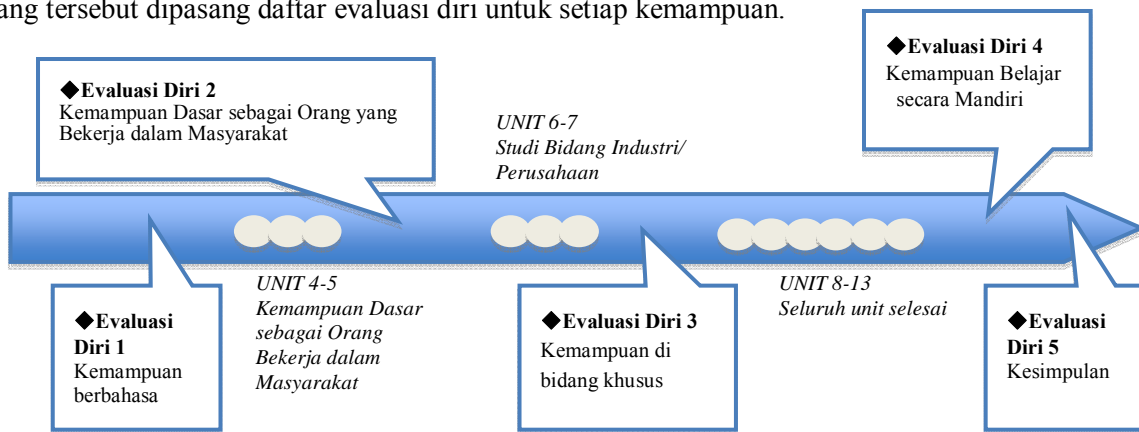 ang tersebut dipasang daftar evaluasi diri untuk setiap kemampuan.
◆Evaluasi Diri 2
Kemampuan Dasar sebagai Orang yang
Bekerja dalam Masyarakat
UNIT 6-7
Studi Bidang Industri/
Perusahaan
◆Evaluasi Diri 4
Kemampuan Belajar
secara Mandiri
◆Evaluasi
Diri 1
Kemampuan
berbahasa
UNIT 4-5
Kemampuan Dasar
sebagai Orang
Bekerja dalam
Masyarakat
◆Evaluasi Diri 3
Kemampuan di
bidang khusus
UNIT 8-13
Seluruh unit selesai
◆Evaluasi
Diri 5
Kesimpulan